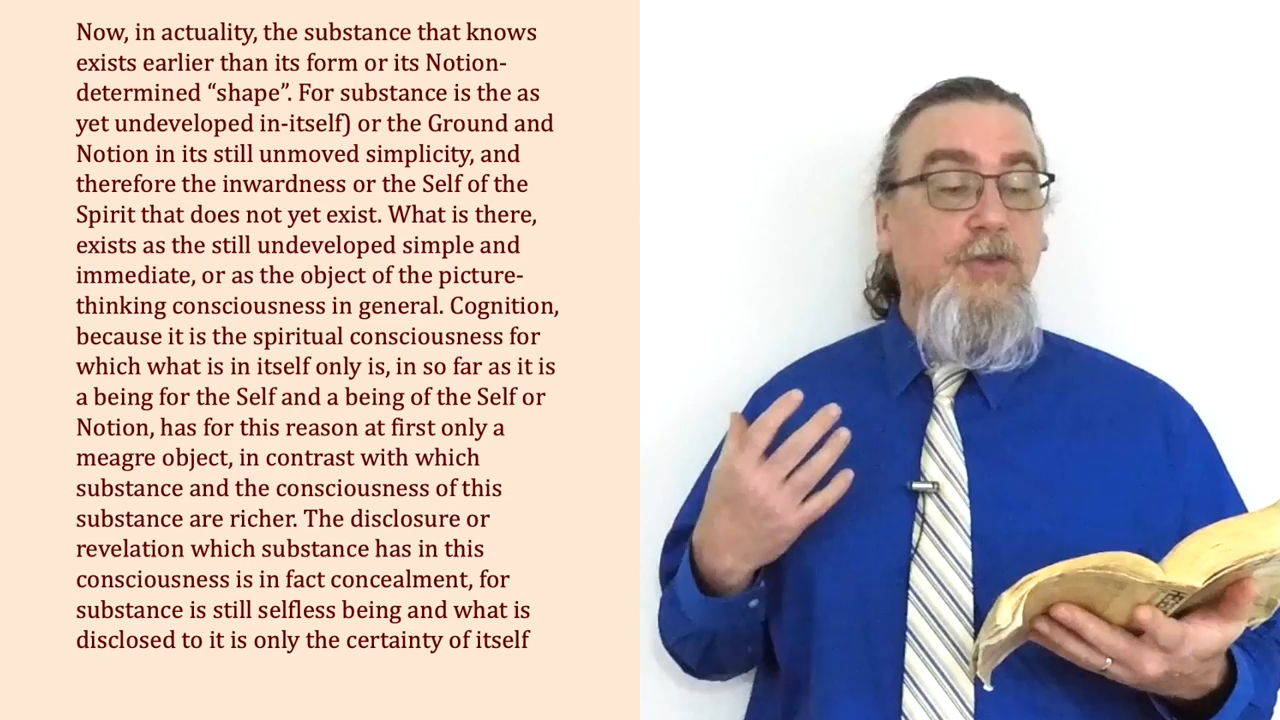 Now, in actuality, the substance that knows
exists earlier than its form or its Notion-
determined “shape”. For substance is the as
yet undeveloped in-itself) or the Ground and
Notion in its still unmoved simplicity, and
therefore the inwardness or the Self of the
Spirit that does not yet exist. What is there,
exists as the still undeveloped simple and
immediate, or as the object of the picture-
thinking consciousness in general. Cognition,
because it is the spiritual consciousness for
which what is in itself only is, in so far as it is
a being for the Self and a being of the Self or
Notion, has for this reason at first only a
meagre object, in contrast with which
substance and the consciousness of this
substance are richer. The disclosure or
revelation which substance has in this
consciousness is in fact concealment, for
substance is still selfless being and what is
disclosed to it is only the certainty of itself